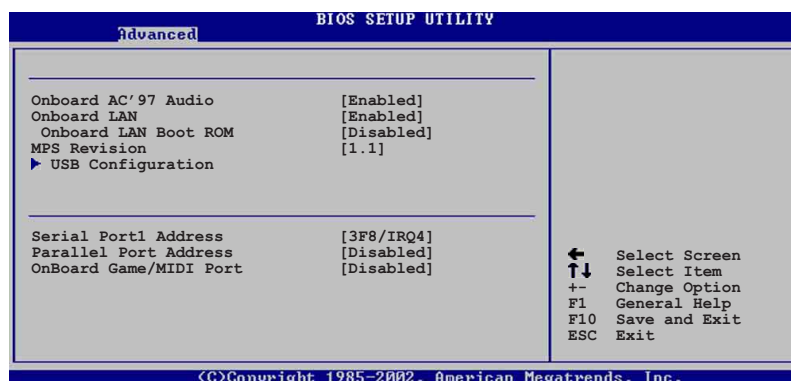 BIOS SETUP UTILITY
Advanced
Onboard AC'97 Audio [Enabled]
Onboard LAN [Enabled]
Onboard LAN Boot ROM [Disabled]
MPS Revision [1.1]
USB Configuration
Serial Port1 Address [3F8/IRQ4]
Parallel Port Address [Disabled]
OnBoard Game/MIDI Port [Disabled]
Select Screen
Select Item
+- Change Option
F1 General Help
F10 Save and Exit
ESC Exit
(C)Copyright 1985-2002, American Megatrends, Inc.